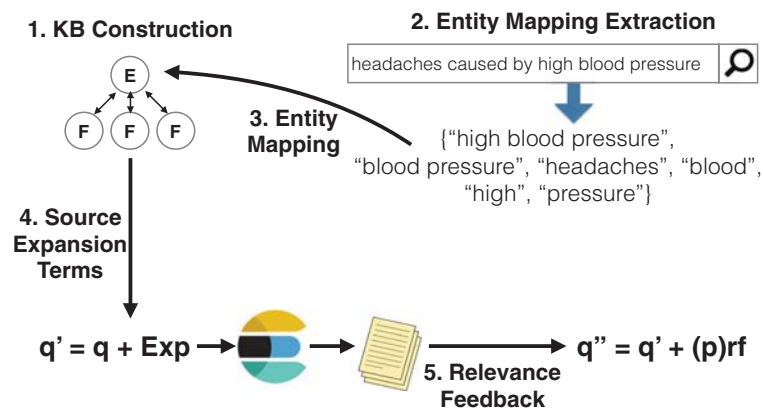 1. KB Construction
2. Entity Mapping Extraction
E
F F F
headaches caused by high blood pressure
3. Entity
Mapping
{“high blood pressure”,
“blood pressure”, “headaches”, “blood”,
“high”, “pressure”}
4. Source
Expansion
Terms
q’ = q + Exp
q” = q’ + (p)rf
5. Relevance
Feedback